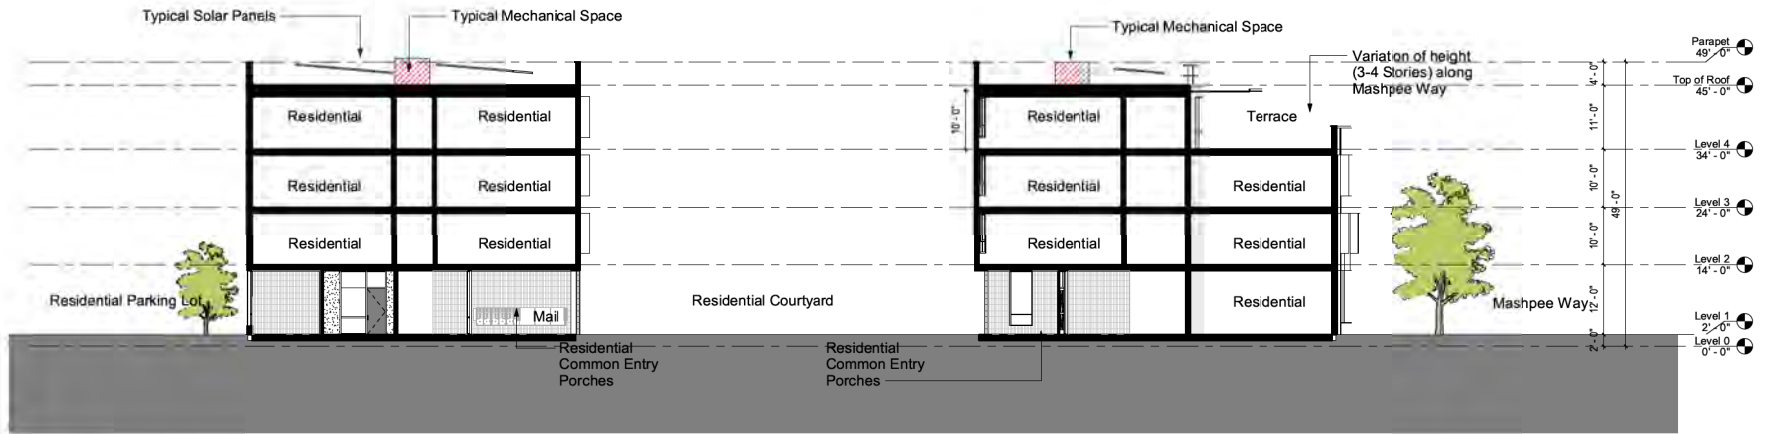 Typical Solar Panels
Typical Mechanical Space
Typical Mechanical Space
Variation of height
(3-4 Stories) along
Mashpee Way
Parapet
49' - 0"
Top of Roof
45' - 0"
4' - 0"
Residential
Residential
10' - 0"
Residential
Terrace
11' - 0"
Level 4
34' - 0"
Residential
Residential
Residential
Residential
10' - 0"
Level 3
24' - 0"
49' - 0"
Residential
Residential
Residential
Residential
10' - 0"
Level 2
14' - 0"
Residential Parking Lot
Mail
Residential Courtyard
Residential
Mashpee Way
12' - 0"
Level 1
2' - 0"
Level 0
0' - 0"
2' - 0"
Residential
Common Entry
Porches
Residential
Common Entry
Porches